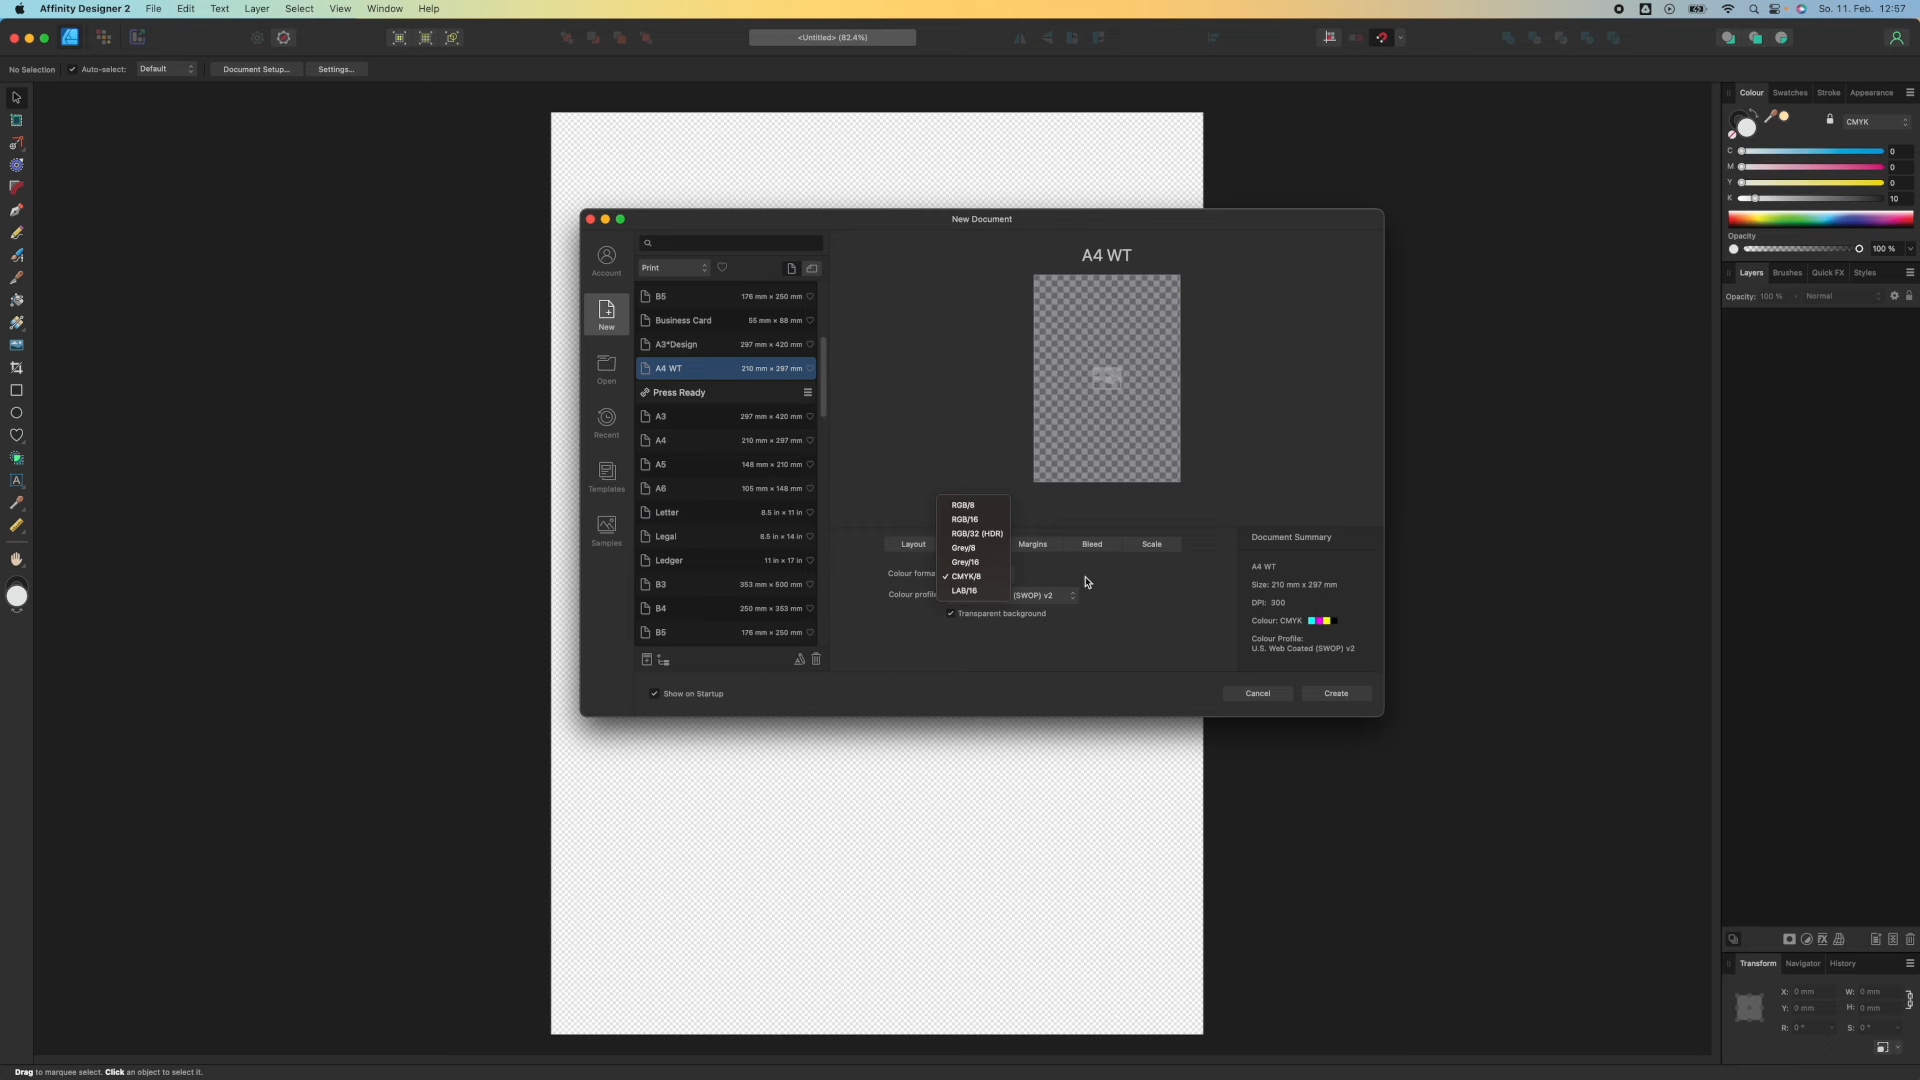 Affinity Designer 2 File Edit Text Layer Select View Window Help So. 11. Feb. 12:57
<Untitled> (82.4%)
No Selection Auto-select: Default Document Setup... Settings...
Colour Swatches Stroke Appearance
CMYK
C 0
M 0
Y 0
K 10
Opacity
100 %
Layers Brushes Quick FX Styles
Opacity: 100 % Normal
New Document
Account
New
Open
Recent
Templates
Samples
Print
B5 176 mm × 250 mm
Business Card 55 mm × 88 mm
A3*Design 297 mm × 420 mm
A4 WT 210 mm × 297 mm
Press Ready
A3 297 mm × 420 mm
A4 210 mm × 297 mm
A5 148 mm × 210 mm
A6 105 mm × 148 mm
Letter 8.5 in × 11 in
Legal 8.5 in × 14 in
Ledger 11 in × 17 in
B3 353 mm × 500 mm
B4 250 mm × 353 mm
B5 176 mm × 250 mm
Show on Startup
A4 WT
Layout Margins Bleed Scale
Colour forma
Colour profile (SWOP) v2
Transparent background
RGB/8
RGB/16
RGB/32 (HDR)
Grey/8
Grey/16
CMYK/8
LAB/16
Document Summary
A4 WT
Size: 210 mm x 297 mm
DPI: 300
Colour: CMYK
Colour Profile:
U.S. Web Coated (SWOP) v2
Cancel Create
Transform Navigator History
X: 0 mm W: 0 mm
Y: 0 mm H: 0 mm
R: 0 ° S: 0 °
Drag to marquee select. Click an object to select it.